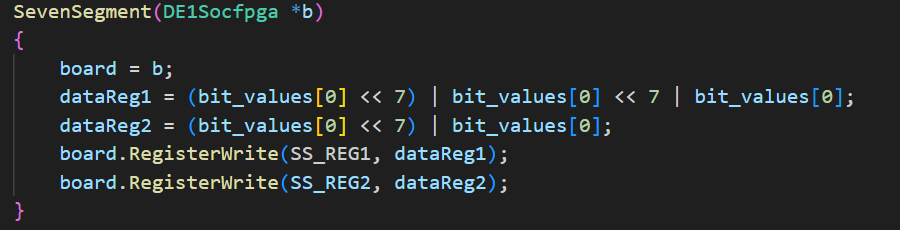 SevenSegment(DE1Socfpga *b)
{
board = b;
dataReg1 = (bit_values[0] << 7) | bit_values[0] << 7 | bit_values[0];
dataReg2 = (bit_values[0] << 7) | bit_values[0];
board.RegisterWrite(SS_REG1, dataReg1);
board.RegisterWrite(SS_REG2, dataReg2);
}